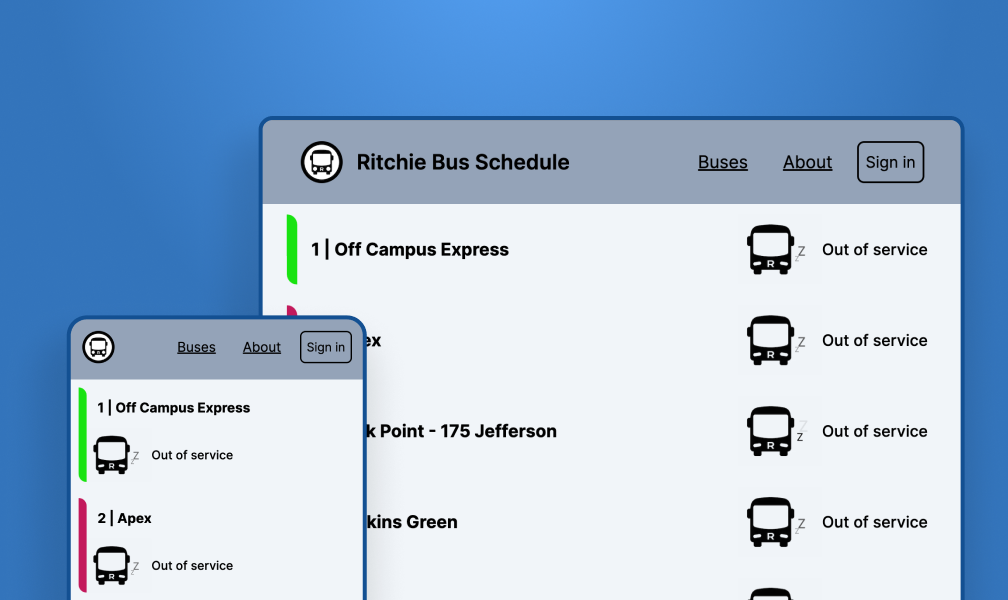 Ritchie Bus Schedule
Buses
About
Sign in
1 | Off Campus Express
R
z
z
Out of service
ex
R
z
z
Out of service
k Point - 175 Jefferson
R
z
z
Out of service
kins Green
R
z
z
Out of service
Buses
About
Sign in
1 | Off Campus Express
R
z
z
Out of service
2 | Apex
R
z
z
Out of service